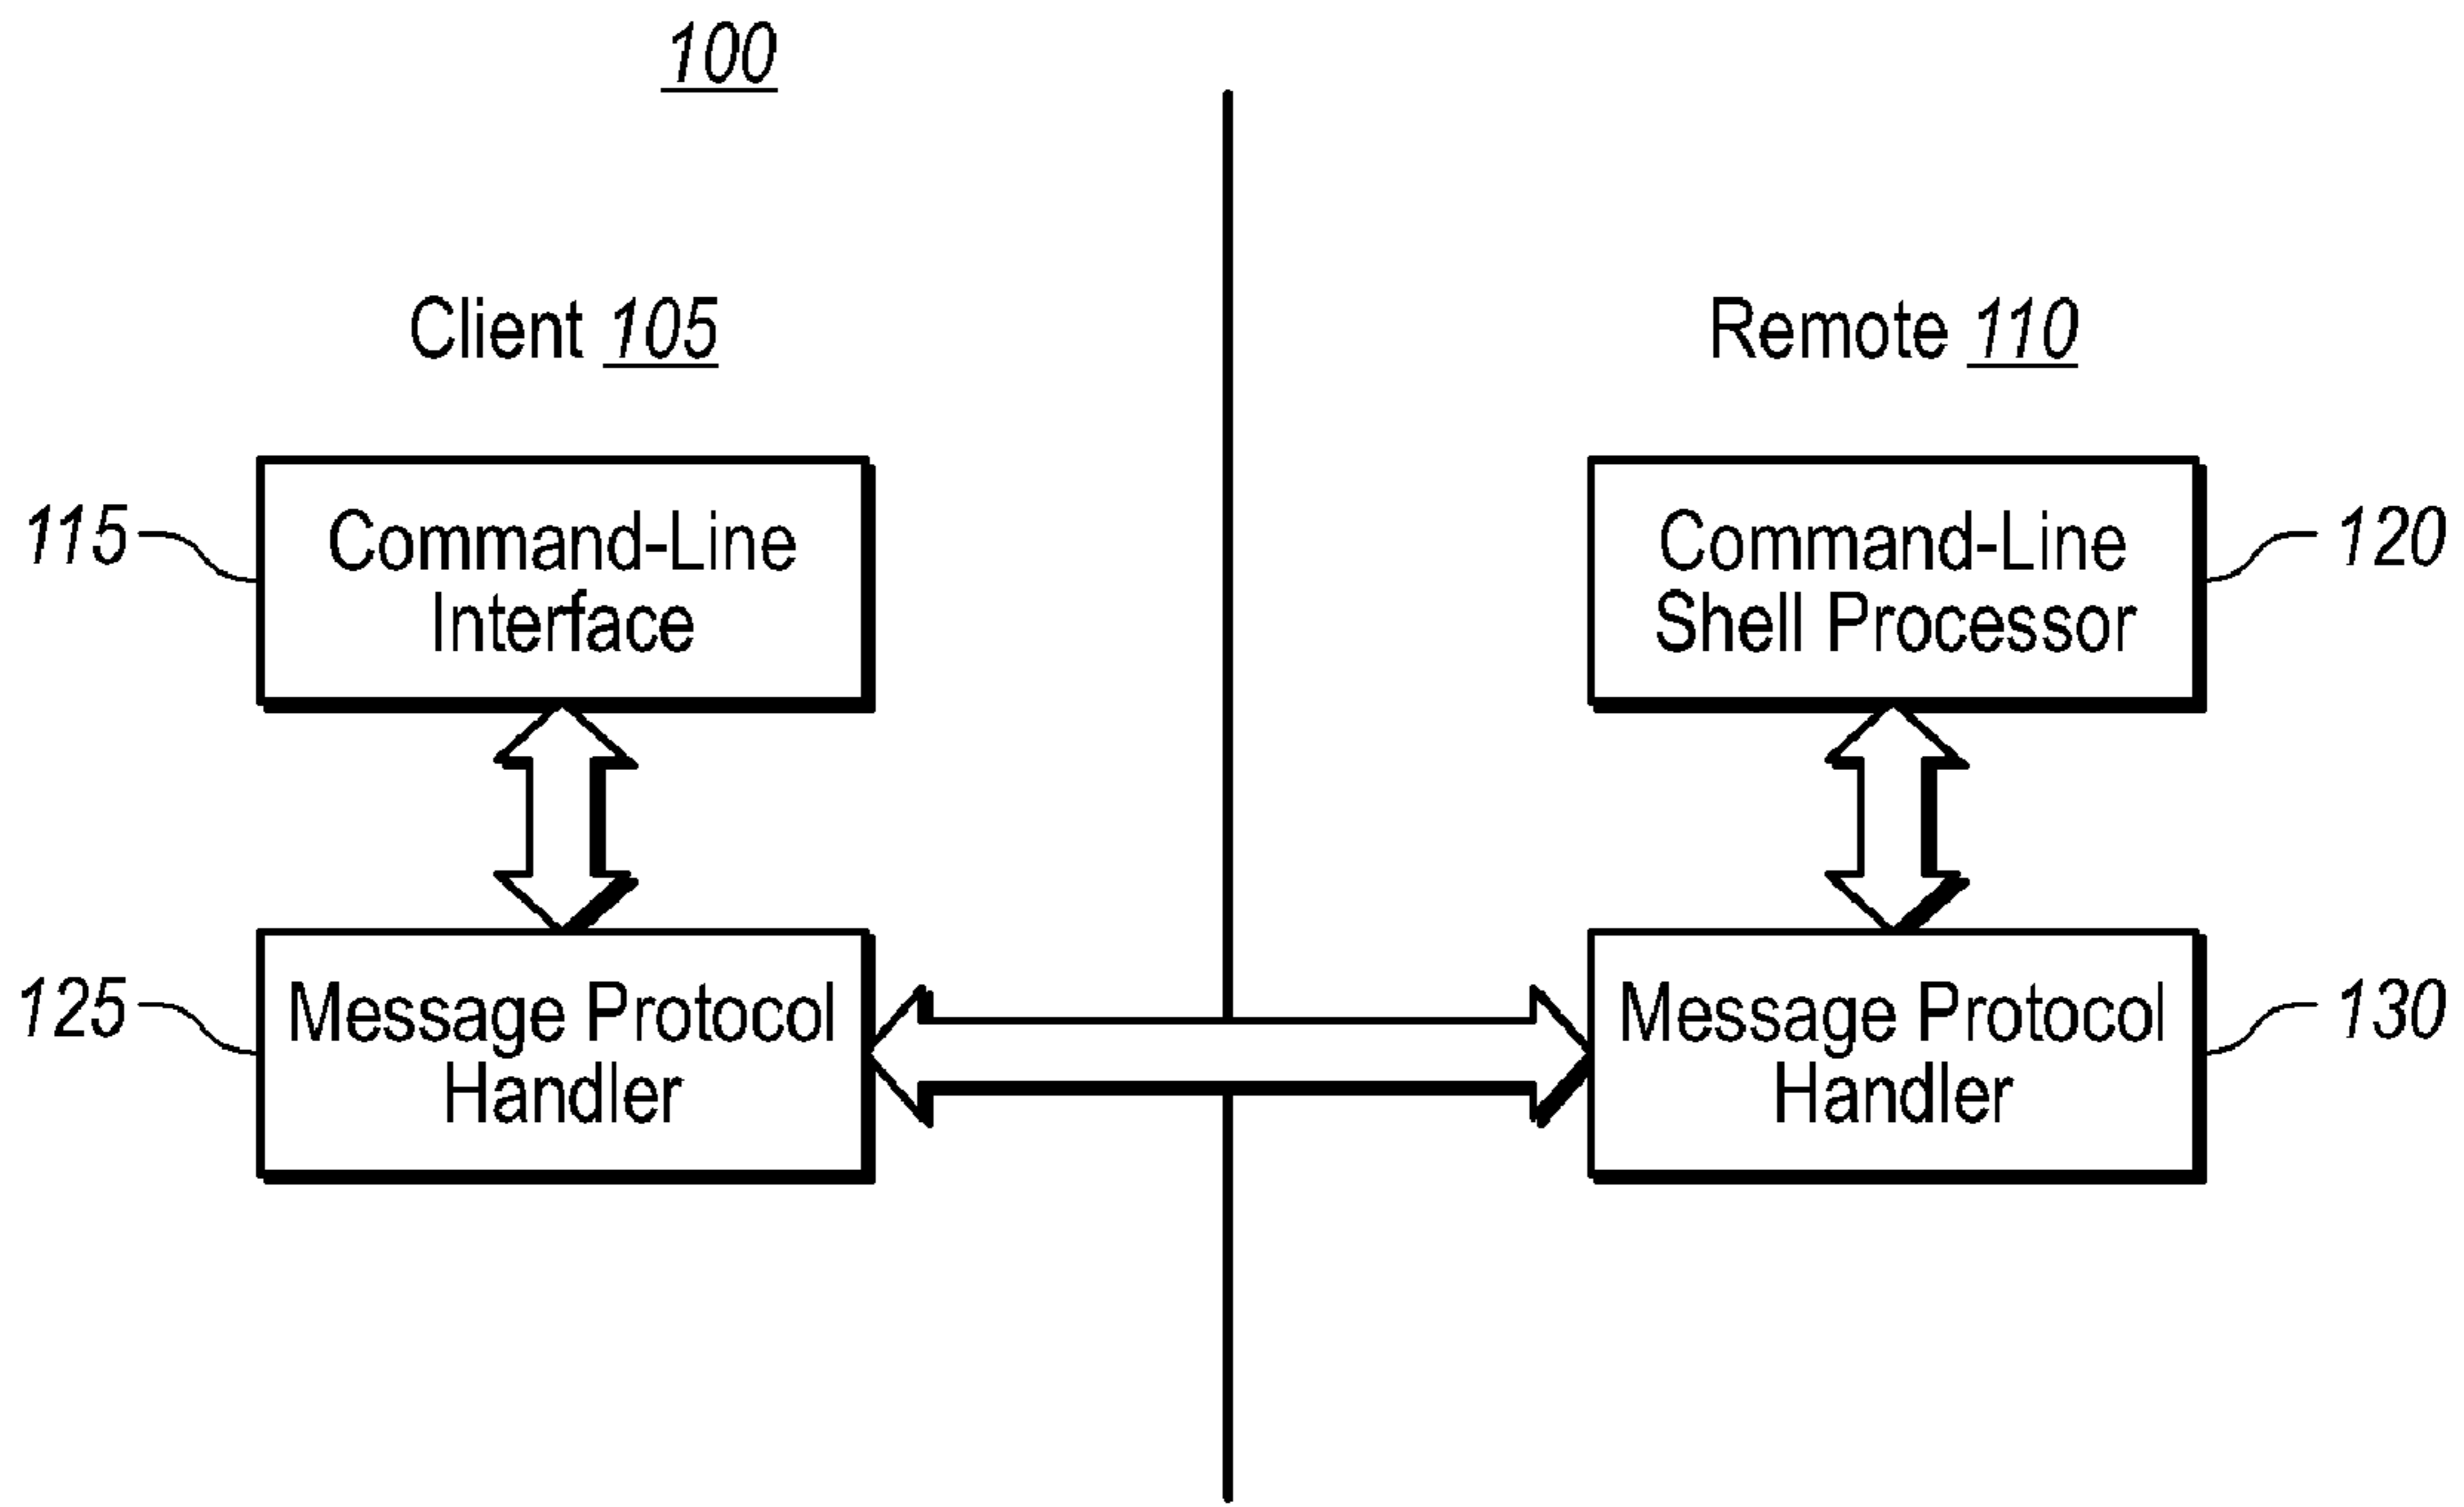 100
Client 105
Remote 110
115
Command-Line
Interface
Command-Line
Shell Processor
120
125
Message Protocol
Handler
Message Protocol
Handler
130